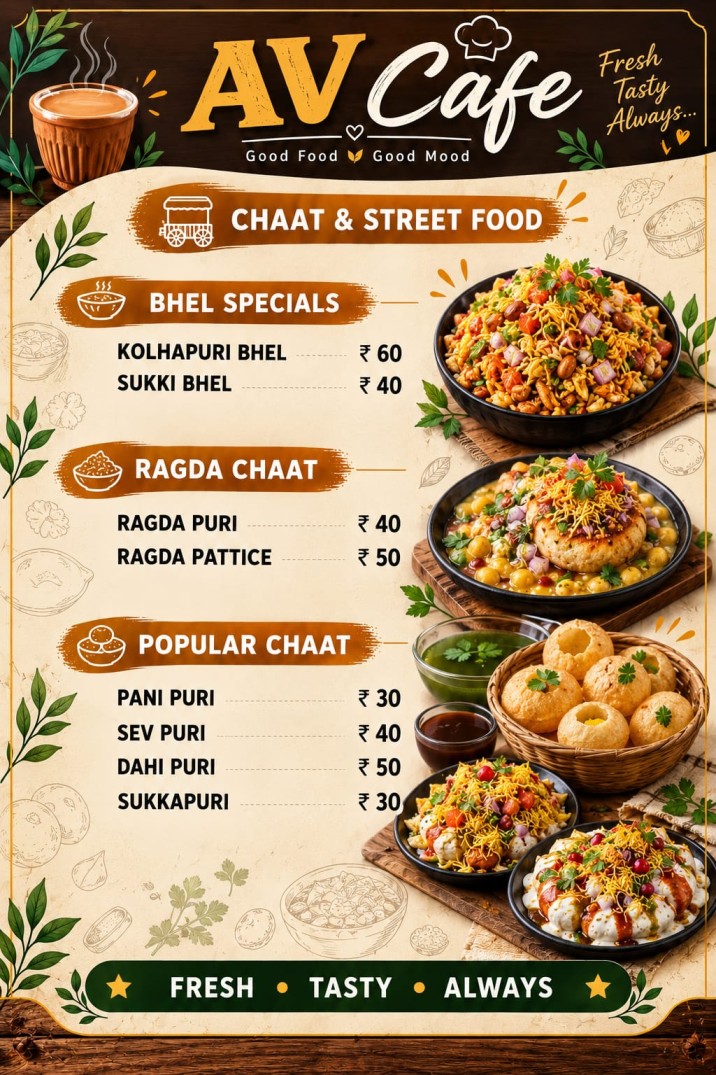 AV Cafe
Fresh
Tasty
Always...
Good Food Good Mood
CHAAT & STREET FOOD
BHEL SPECIALS
KOLHAPURI BHEL ₹ 60
SUKKI BHEL ₹ 40
RAGDA CHAAT
RAGDA PURI ₹ 40
RAGDA PATTICE ₹ 50
POPULAR CHAAT
PANI PURI ₹ 30
SEV PURI ₹ 40
DAHI PURI ₹ 50
SUKKAPURI ₹ 30
FRESH • TASTY • ALWAYS